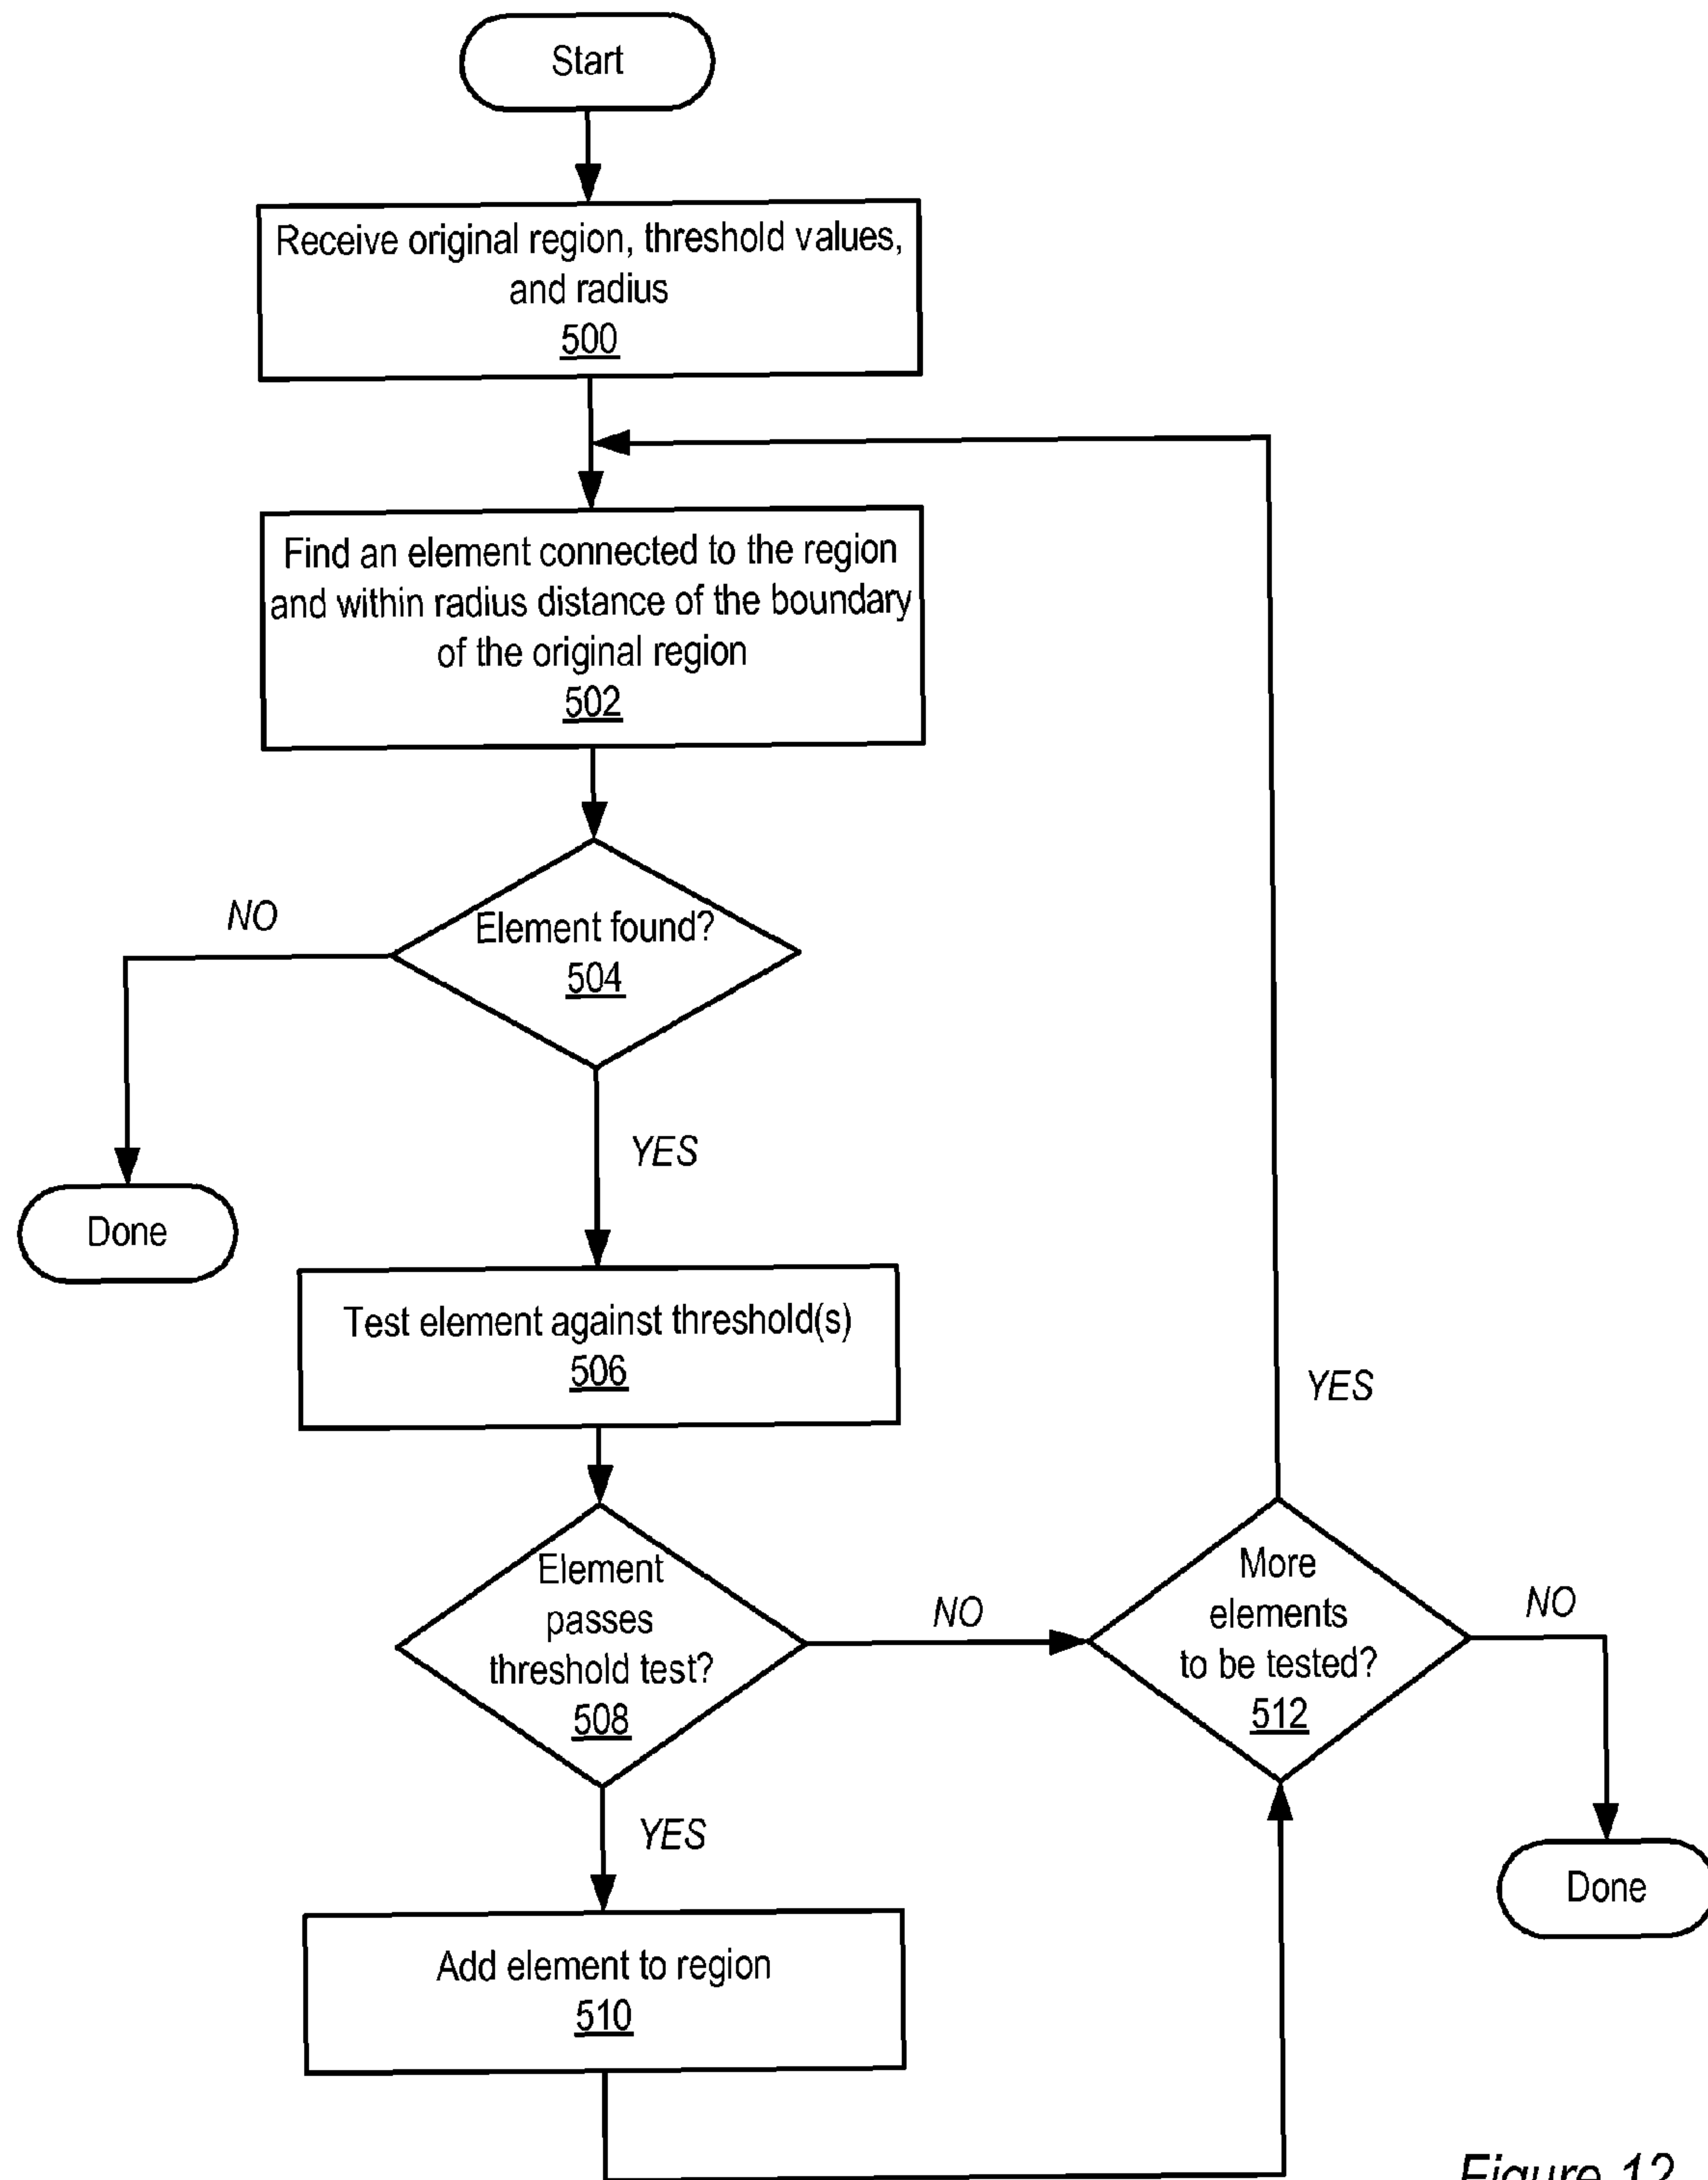 Start
Receive original region, threshold values,
and radius
500
Find an element connected to the region
and within radius distance of the boundary
of the original region
502
NO
Element found?
504
YES
Done
Test element against threshold(s)
506
YES
Element
passes
threshold test?
508
NO
More
elements
to be tested?
512
NO
YES
Done
Add element to region
510
Figure 12